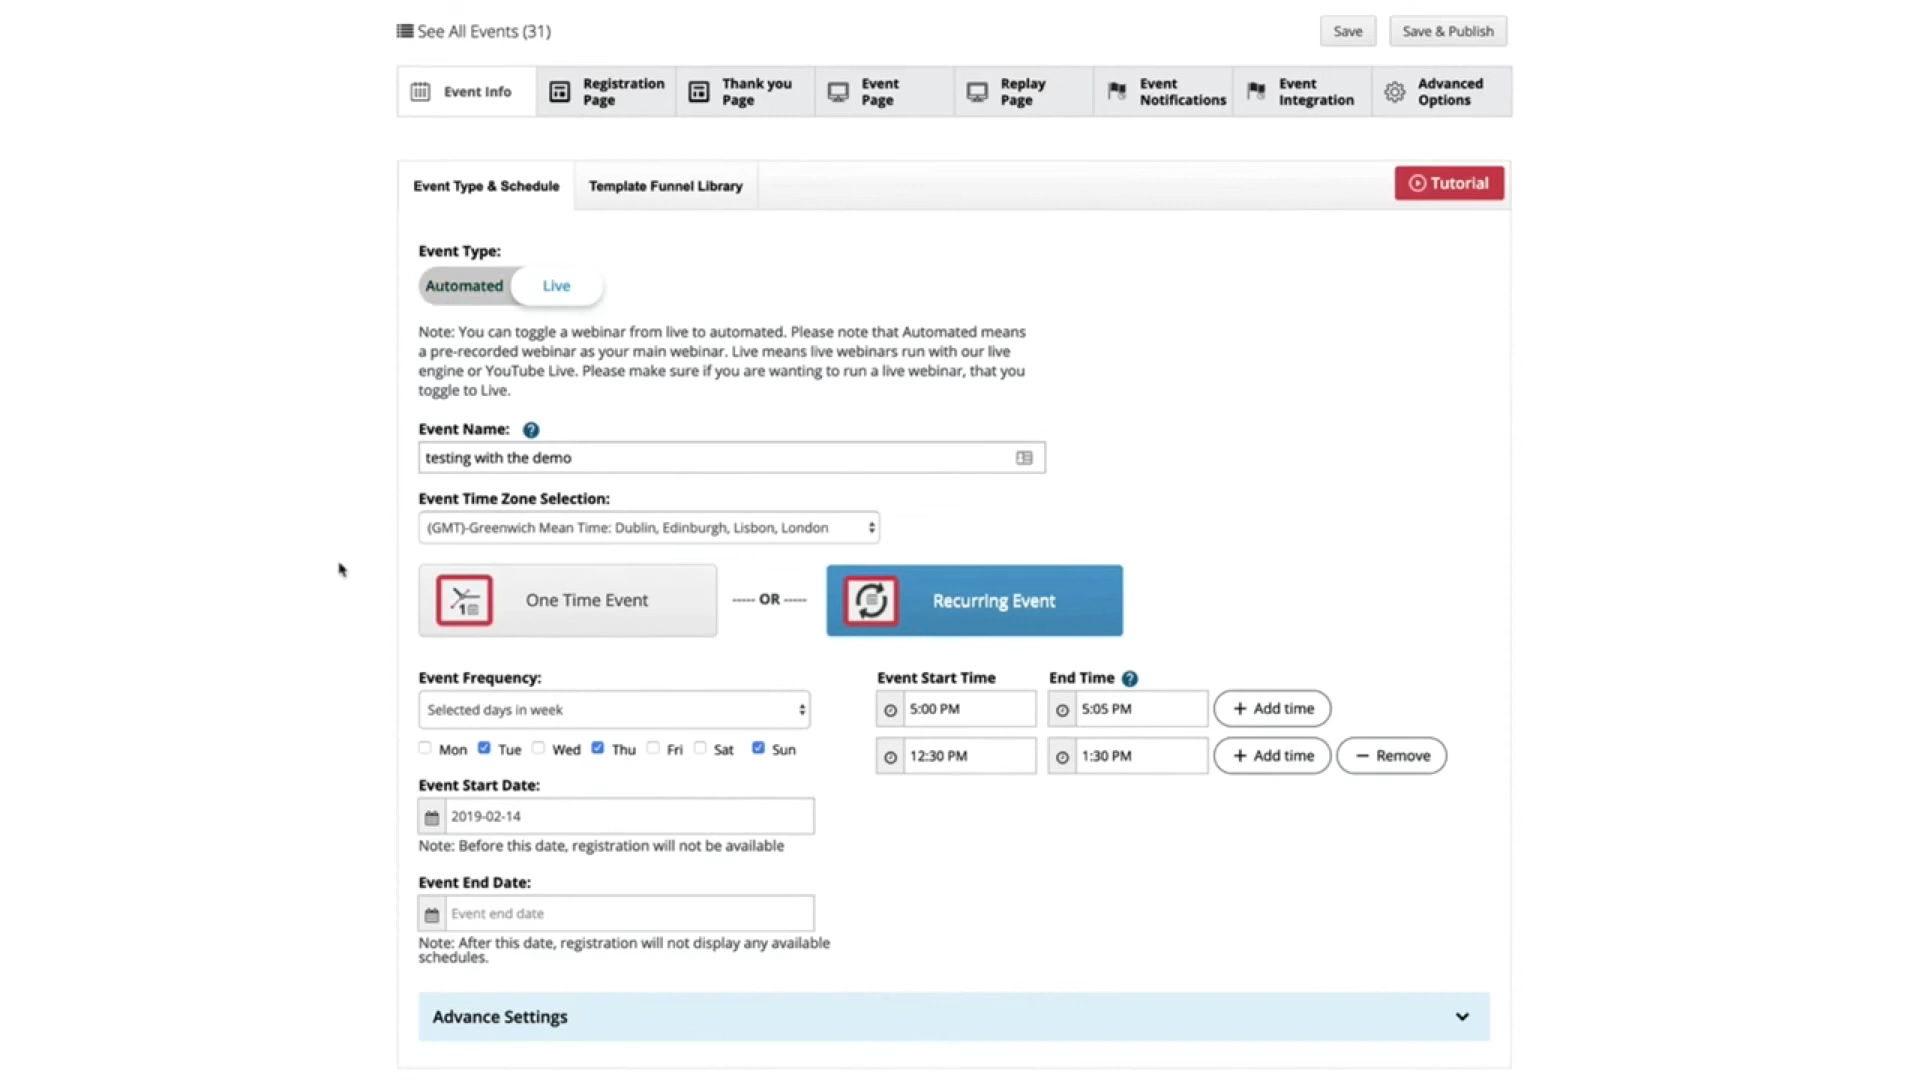 See All Events (31)
Save
Save & Publish
Event Info
Registration
Page
Thank you
Page
Event
Page
Replay
Page
Event
Notifications
Event
Integration
Advanced
Options
Event Type & Schedule
Template Funnel Library
Tutorial
Event Type:
Automated
Live
Note: You can toggle a webinar from live to automated. Please note that Automated means
a pre-recorded webinar as your main webinar. Live means live webinars run with our live
engine or YouTube Live. Please make sure if you are wanting to run a live webinar, that you
toggle to Live.
Event Name: ?
testing with the demo
Event Time Zone Selection:
(GMT)-Greenwich Mean Time: Dublin, Edinburgh, Lisbon, London
1
One Time Event
----- OR -----
Recurring Event
Event Frequency:
Selected days in week
Mon Tue Wed Thu Fri Sat Sun
Event Start Time
End Time ?
5:00 PM
5:05 PM
+ Add time
12:30 PM
1:30 PM
+ Add time
− Remove
Event Start Date:
2019-02-14
Note: Before this date, registration will not be available
Event End Date:
Event end date
Note: After this date, registration will not display any available
schedules.
Advance Settings